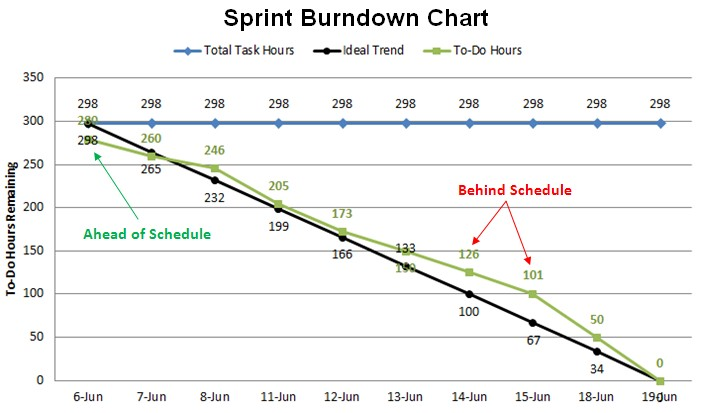 Sprint Burndown Chart
Total Task Hours Ideal Trend To-Do Hours
To-Do Hours Remaining
350
300
250
200
150
100
50
0
298 298 298 298 298 298 298 298 298 298
298 265 232 199 166 133 100 67 34
260 246 205 173 126 101 50 0
Ahead of Schedule
Behind Schedule
6-Jun 7-Jun 8-Jun 11-Jun 12-Jun 13-Jun 14-Jun 15-Jun 18-Jun 19-Jun